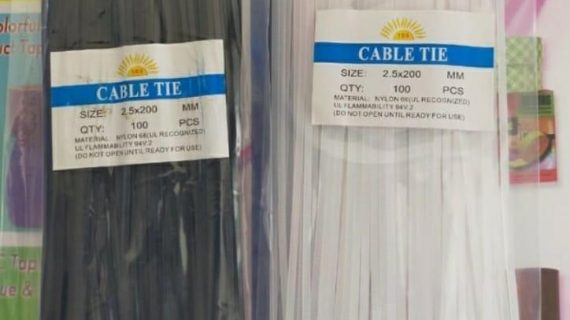 CABLE TIE
SIZE: 2.5x200 MM
QTY: 100 PCS
MATERIAL: NYLON 66(UL RECOGNIZED)
UL FLAMMABILITY 94V.2
(DO NOT OPEN UNTIL READY FOR USE)
CABLE TIE
SIZE: 2.5x200 MM
QTY: 100 PCS
MATERIAL: NYLON 66(UL RECOGNIZED)
UL FLAMMABILITY 94V.2
(DO NOT OPEN UNTIL READY FOR USE)
Tap